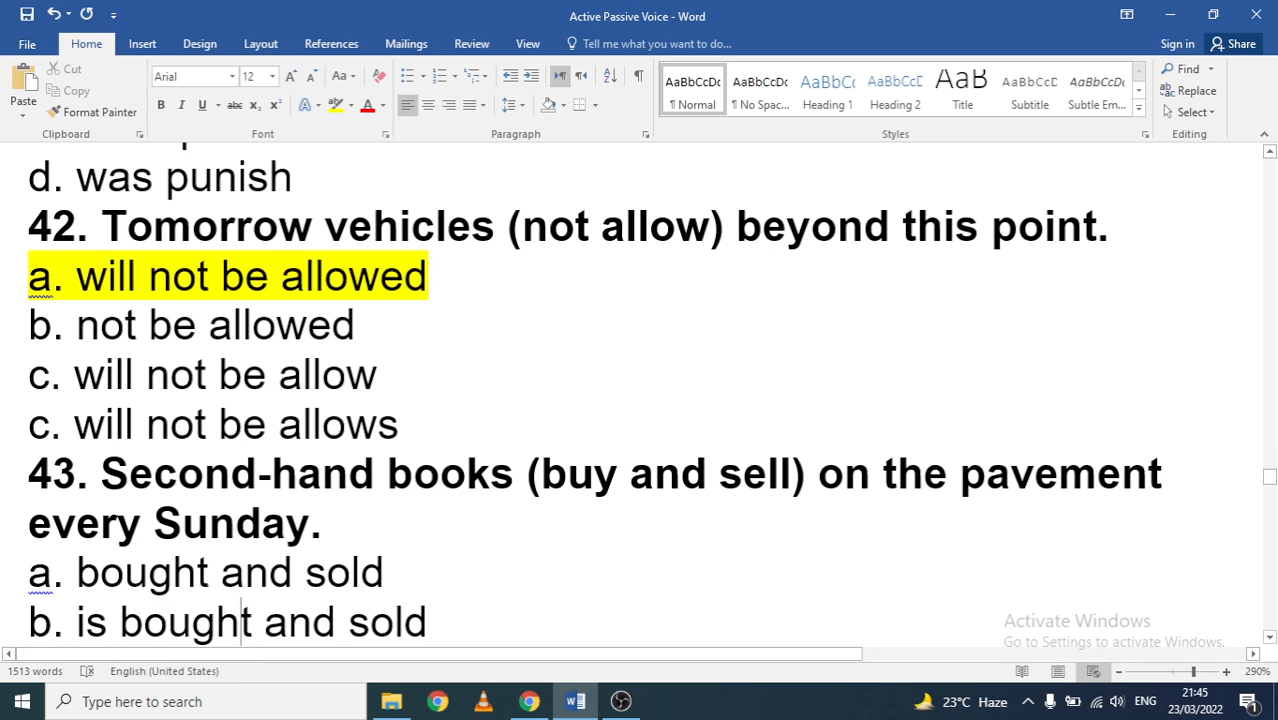 Active Passive Voice - Word
File Home Insert Design Layout References Mailings Review View Tell me what you want to do... Sign in Share
Paste
Cut
Copy
Format Painter
Clipboard
Arial 12
Font
Paragraph
AaBbCcDc AaBbCcDc AaBbCc AaBbCcD AaB AaBbCcD AaBbCcDc
¶ Normal ¶ No Spac... Heading 1 Heading 2 Title Subtitle Subtle Em...
Styles
Find
Replace
Select
Editing
d. was punish
42. Tomorrow vehicles (not allow) beyond this point.
a. will not be allowed
b. not be allowed
c. will not be allow
c. will not be allows
43. Second-hand books (buy and sell) on the pavement
every Sunday.
a. bought and sold
b. is bought and sold
Activate Windows
Go to Settings to activate Windows.
1513 words English (United States) 290%
Type here to search
23°C Haze ENG
21:45
23/03/2022